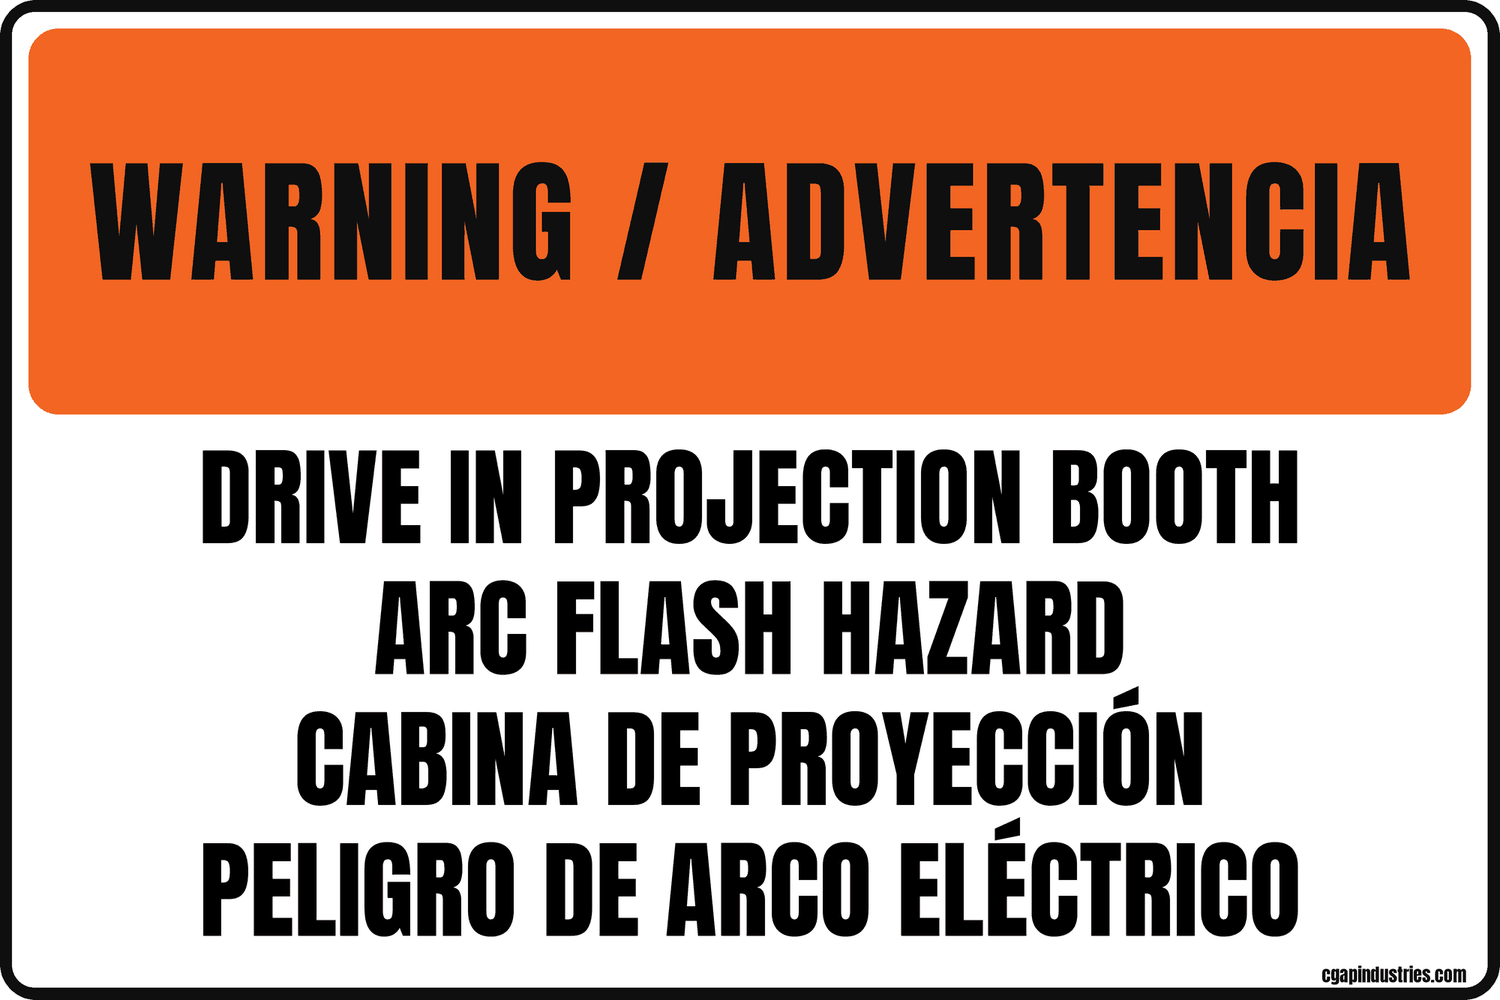 WARNING / ADVERTENCIA
DRIVE IN PROJECTION BOOTH
ARC FLASH HAZARD
CABINA DE PROYECCIÓN
PELIGRO DE ARCO ELÉCTRICO
cgapindustries.com